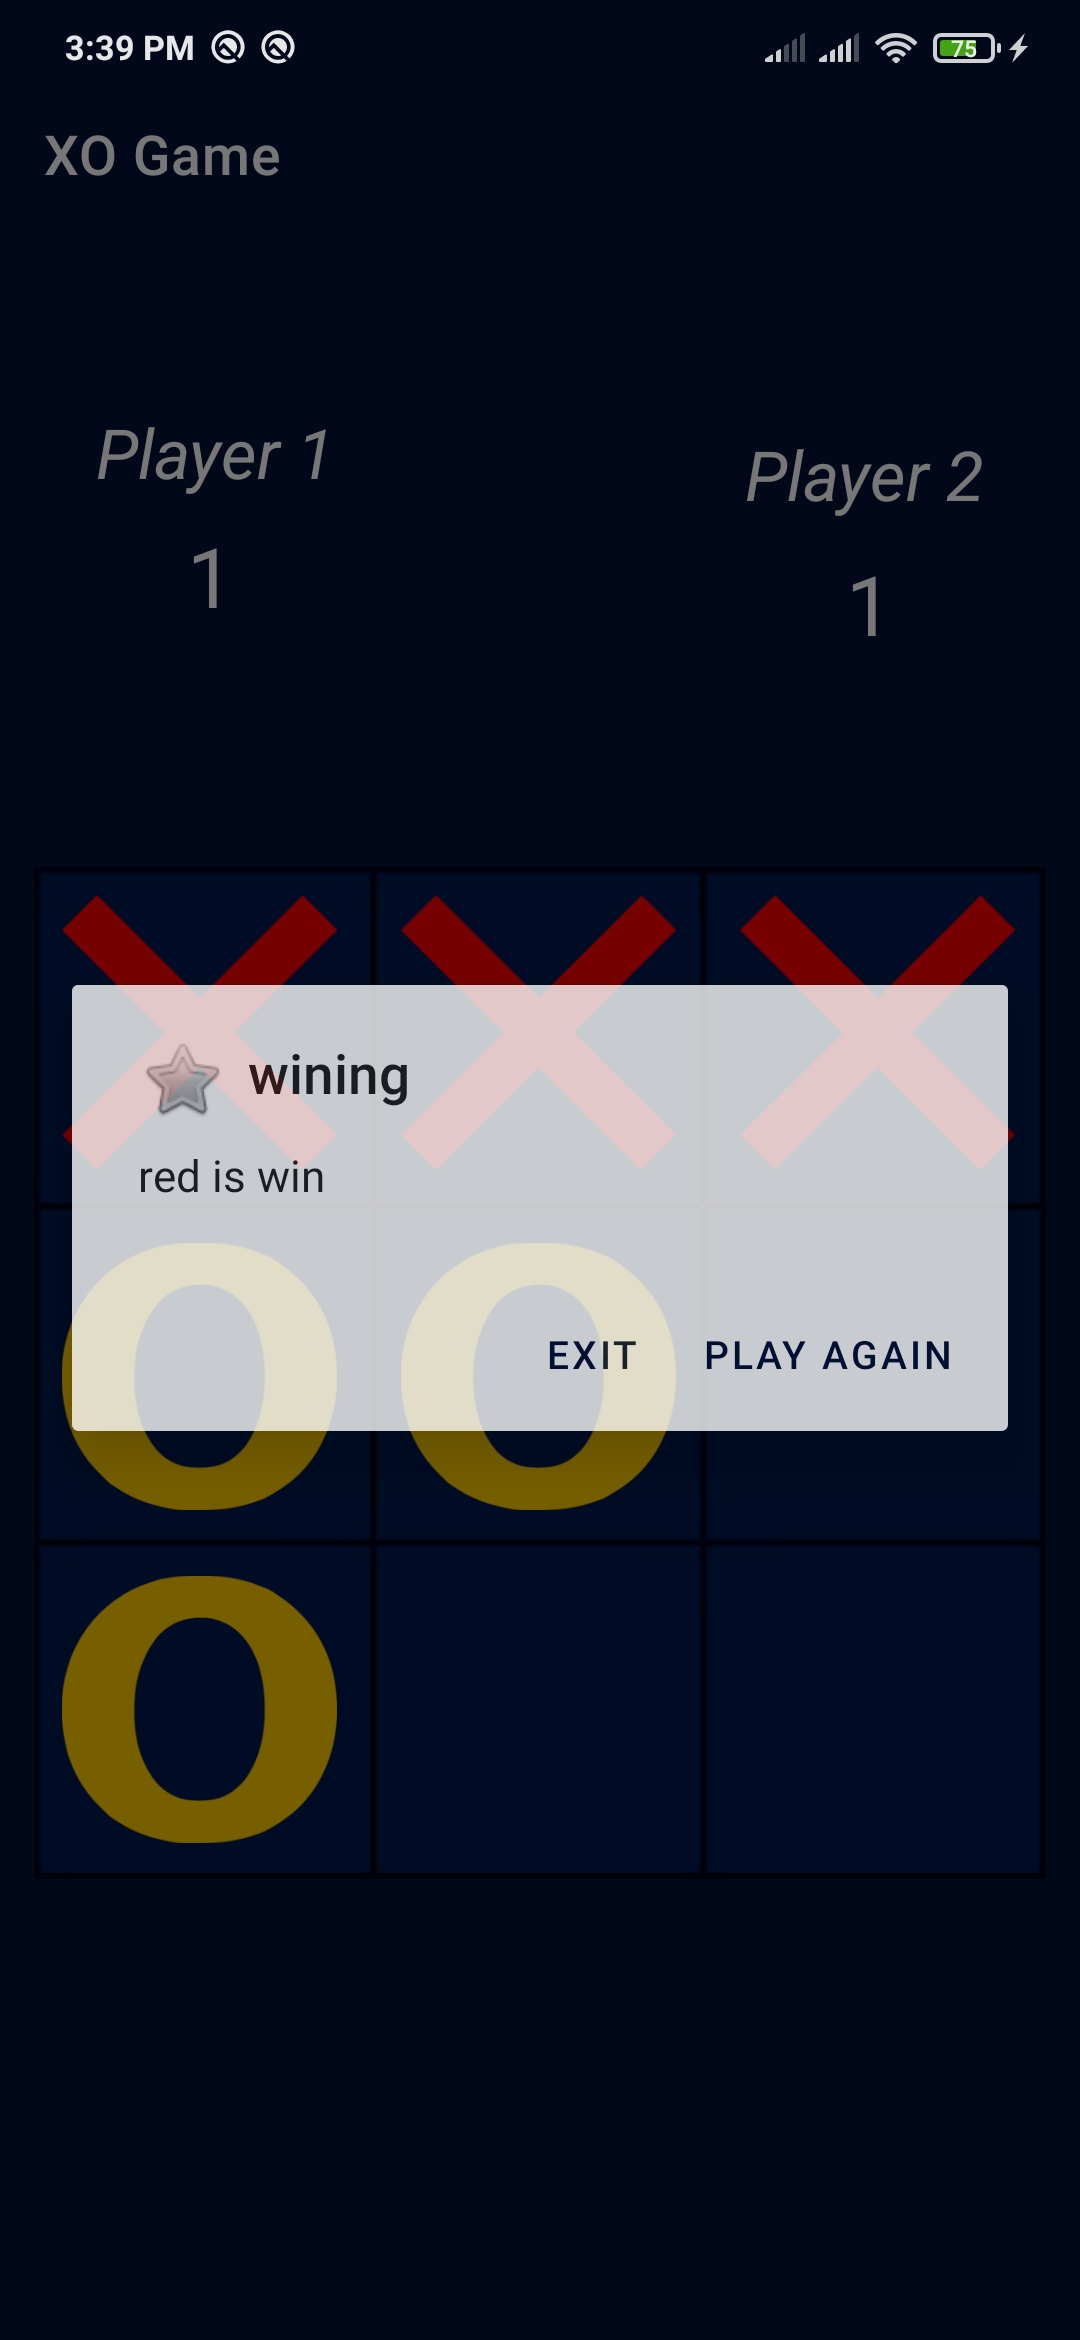 3:39 PM 75
XO Game
Player 1 Player 2
1 1
X X X
wining
red is win
O O
EXIT PLAY AGAIN
O